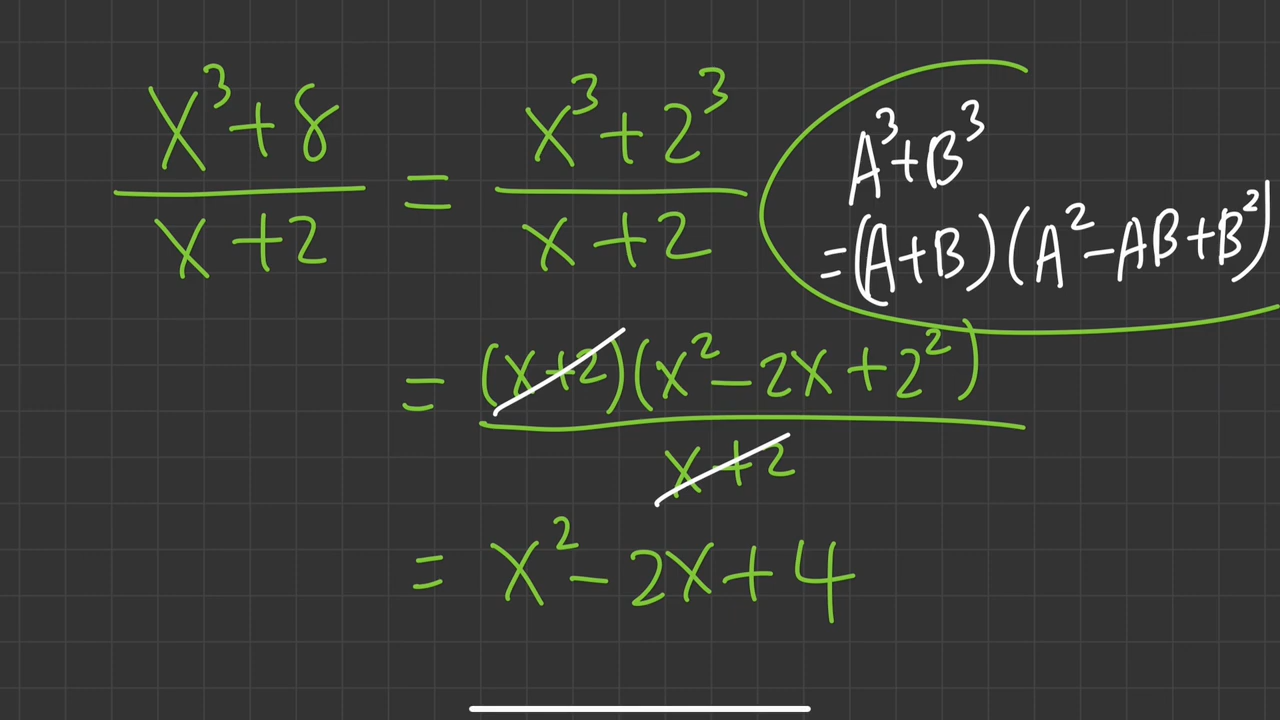 x³+8 / x+2 = x³+2³ / x+2
A³+B³
=(A+B)(A²-AB+B²)
= (x+2)(x²-2x+2²) / x+2
= x²-2x+4